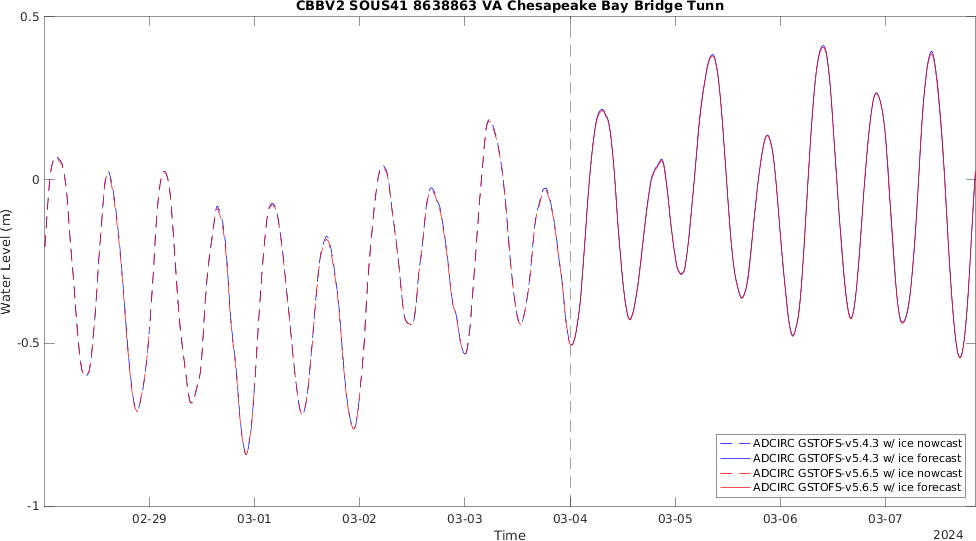 CBBV2 SOUS41 8638863 VA Chesapeake Bay Bridge Tunn
0.5
0
-0.5
-1
Water Level (m)
ADCIRC GSTOFS-v5.4.3 w/ ice nowcast
ADCIRC GSTOFS-v5.4.3 w/ ice forecast
ADCIRC GSTOFS-v5.6.5 w/ ice nowcast
ADCIRC GSTOFS-v5.6.5 w/ ice forecast
02-29 03-01 03-02 03-03 03-04 03-05 03-06 03-07
Time
2024